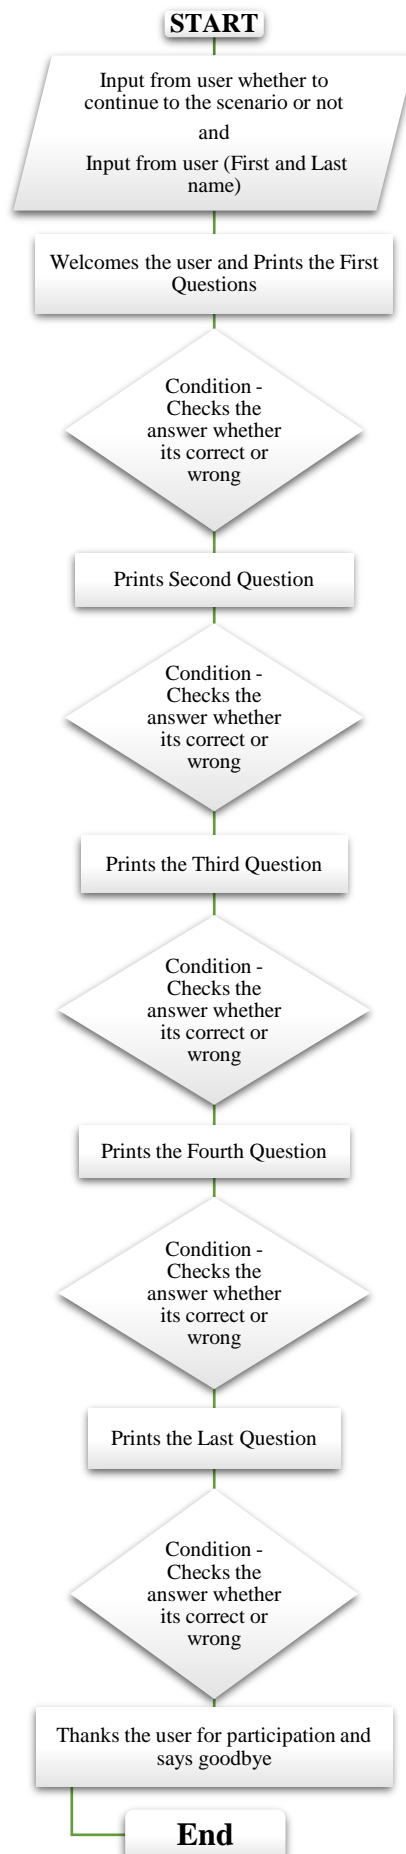 START
Input from user whether to
continue to the scenario or not
and
Input from user (First and Last
name)
Welcomes the user and Prints the First
Questions
Condition -
Checks the
answer whether
its correct or
wrong
Prints Second Question
Condition -
Checks the
answer whether
its correct or
wrong
Prints the Third Question
Condition -
Checks the
answer whether
its correct or
wrong
Prints the Fourth Question
Condition -
Checks the
answer whether
its correct or
wrong
Prints the Last Question
Condition -
Checks the
answer whether
its correct or
wrong
Thanks the user for participation and
says goodbye
End